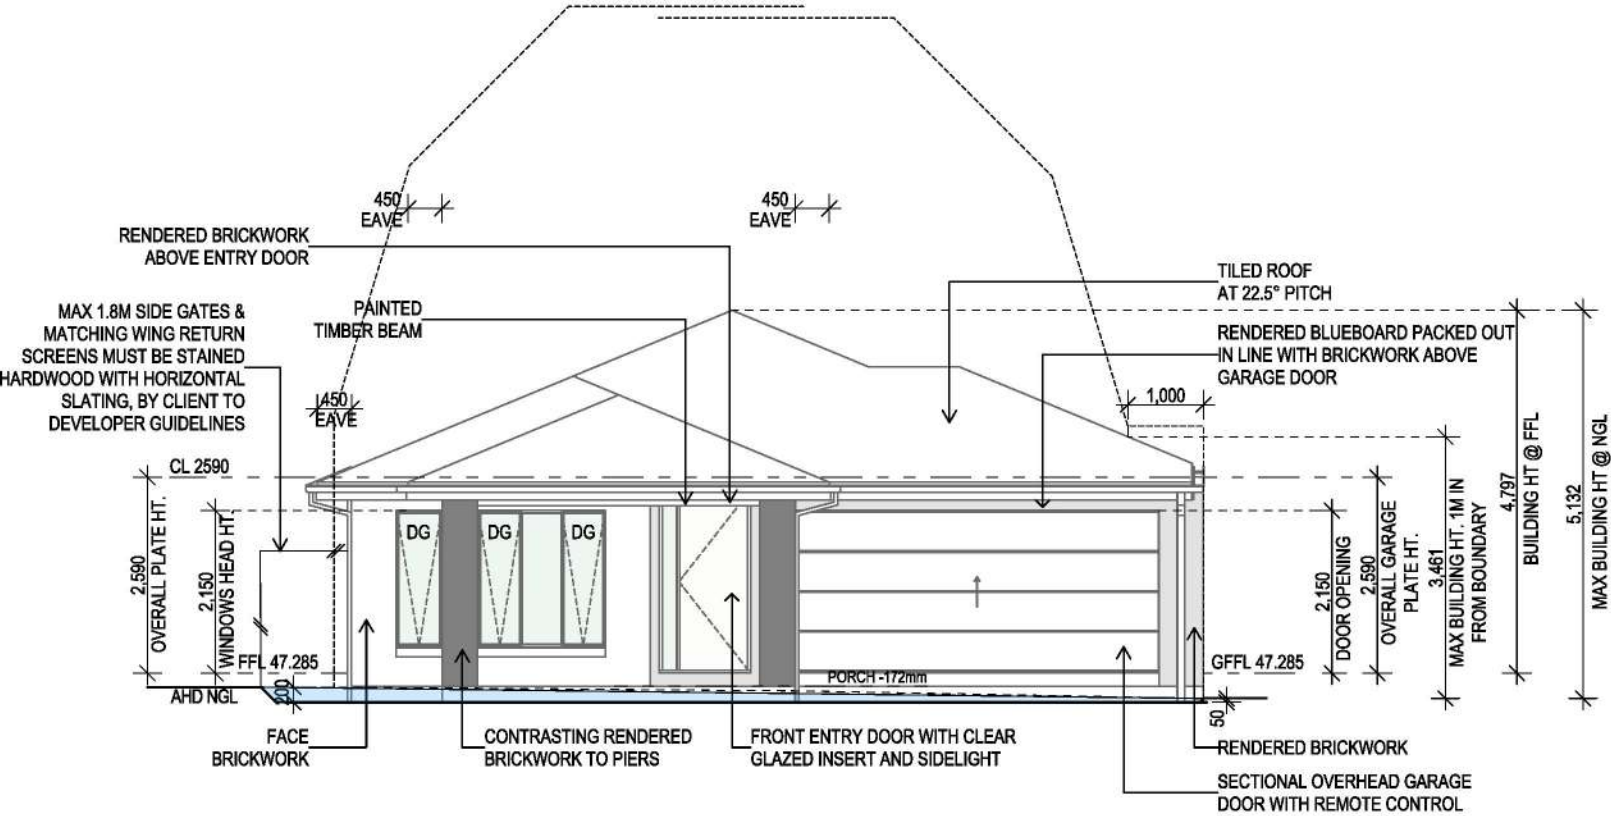 450
EAVE
450
EAVE
RENDERED BRICKWORK
ABOVE ENTRY DOOR
TILED ROOF
AT 22.5° PITCH
MAX 1.8M SIDE GATES &
MATCHING WING RETURN
SCREENS MUST BE STAINED
HARDWOOD WITH HORIZONTAL
SLATING, BY CLIENT TO
DEVELOPER GUIDELINES
PAINTED
TIMBER BEAM
RENDERED BLUEBOARD PACKED OUT
IN LINE WITH BRICKWORK ABOVE
GARAGE DOOR
450
EAVE
1,000
CL 2590
2,590
OVERALL PLATE HT.
2,150
WINDOWS HEAD HT.
DG
DG
DG
2,150
DOOR OPENING
2,590
OVERALL GARAGE
PLATE HT.
3,461
MAX BUILDING HT. 1M IN
FROM BOUNDARY
4,797
BUILDING HT @ FFL
5,132
MAX BUILDING HT @ NGL
FFL 47.285
GFFL 47.285
PORCH -172mm
AHD NGL
200
50
FACE
BRICKWORK
CONTRASTING RENDERED
BRICKWORK TO PIERS
FRONT ENTRY DOOR WITH CLEAR
GLAZED INSERT AND SIDELIGHT
RENDERED BRICKWORK
SECTIONAL OVERHEAD GARAGE
DOOR WITH REMOTE CONTROL